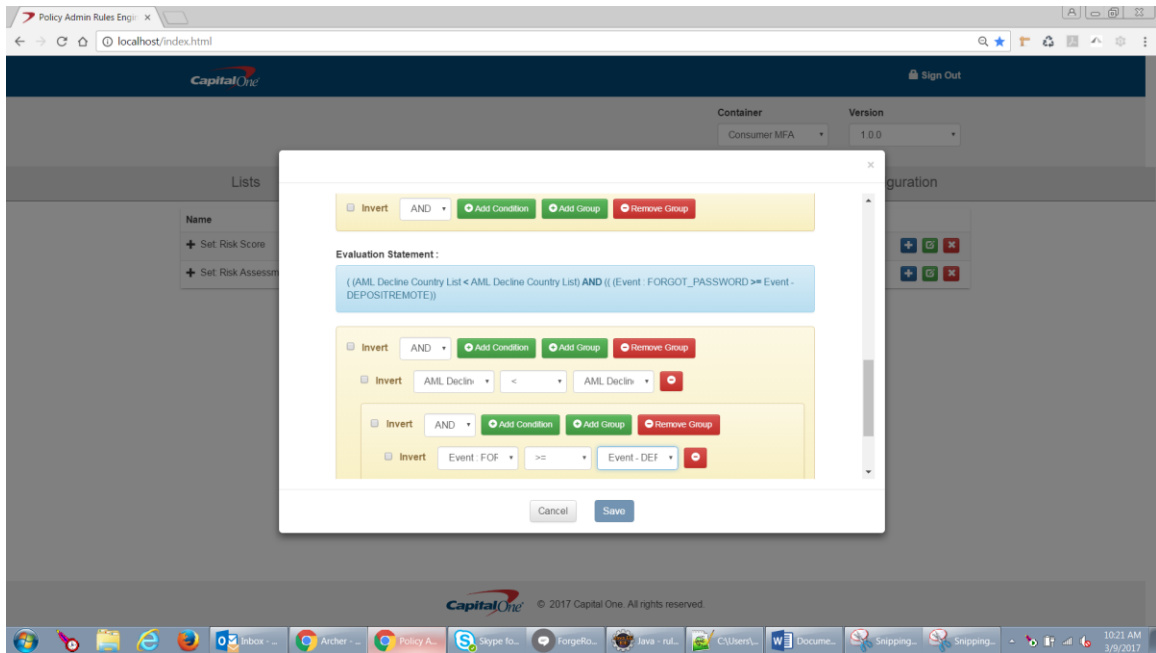 Policy Admin Rules Engi
localhost/index.html
CapitalOne
Sign Out
Container Version
Consumer MFA 1.0.0
Lists guration
Name
Set: Risk Score
Set: Risk Assessm
Invert AND Add Condition Add Group Remove Group
Evaluation Statement :
( (AML Decline Country List < AML Decline Country List) AND (( (Event : FORGOT_PASSWORD >= Event -
DEPOSITREMOTE))
Invert AND Add Condition Add Group Remove Group
Invert AML Declin < AML Declin
Invert AND Add Condition Add Group Remove Group
Invert Event : FOF >= Event - DEF
Cancel Save
CapitalOne © 2017 Capital One. All rights reserved.
Inbox - ... Archer - ... Policy A... Skype fo... ForgeRo... Java - rul... C:\Users\... Docume... Snipping... Snipping... 10:21 AM
3/9/2017